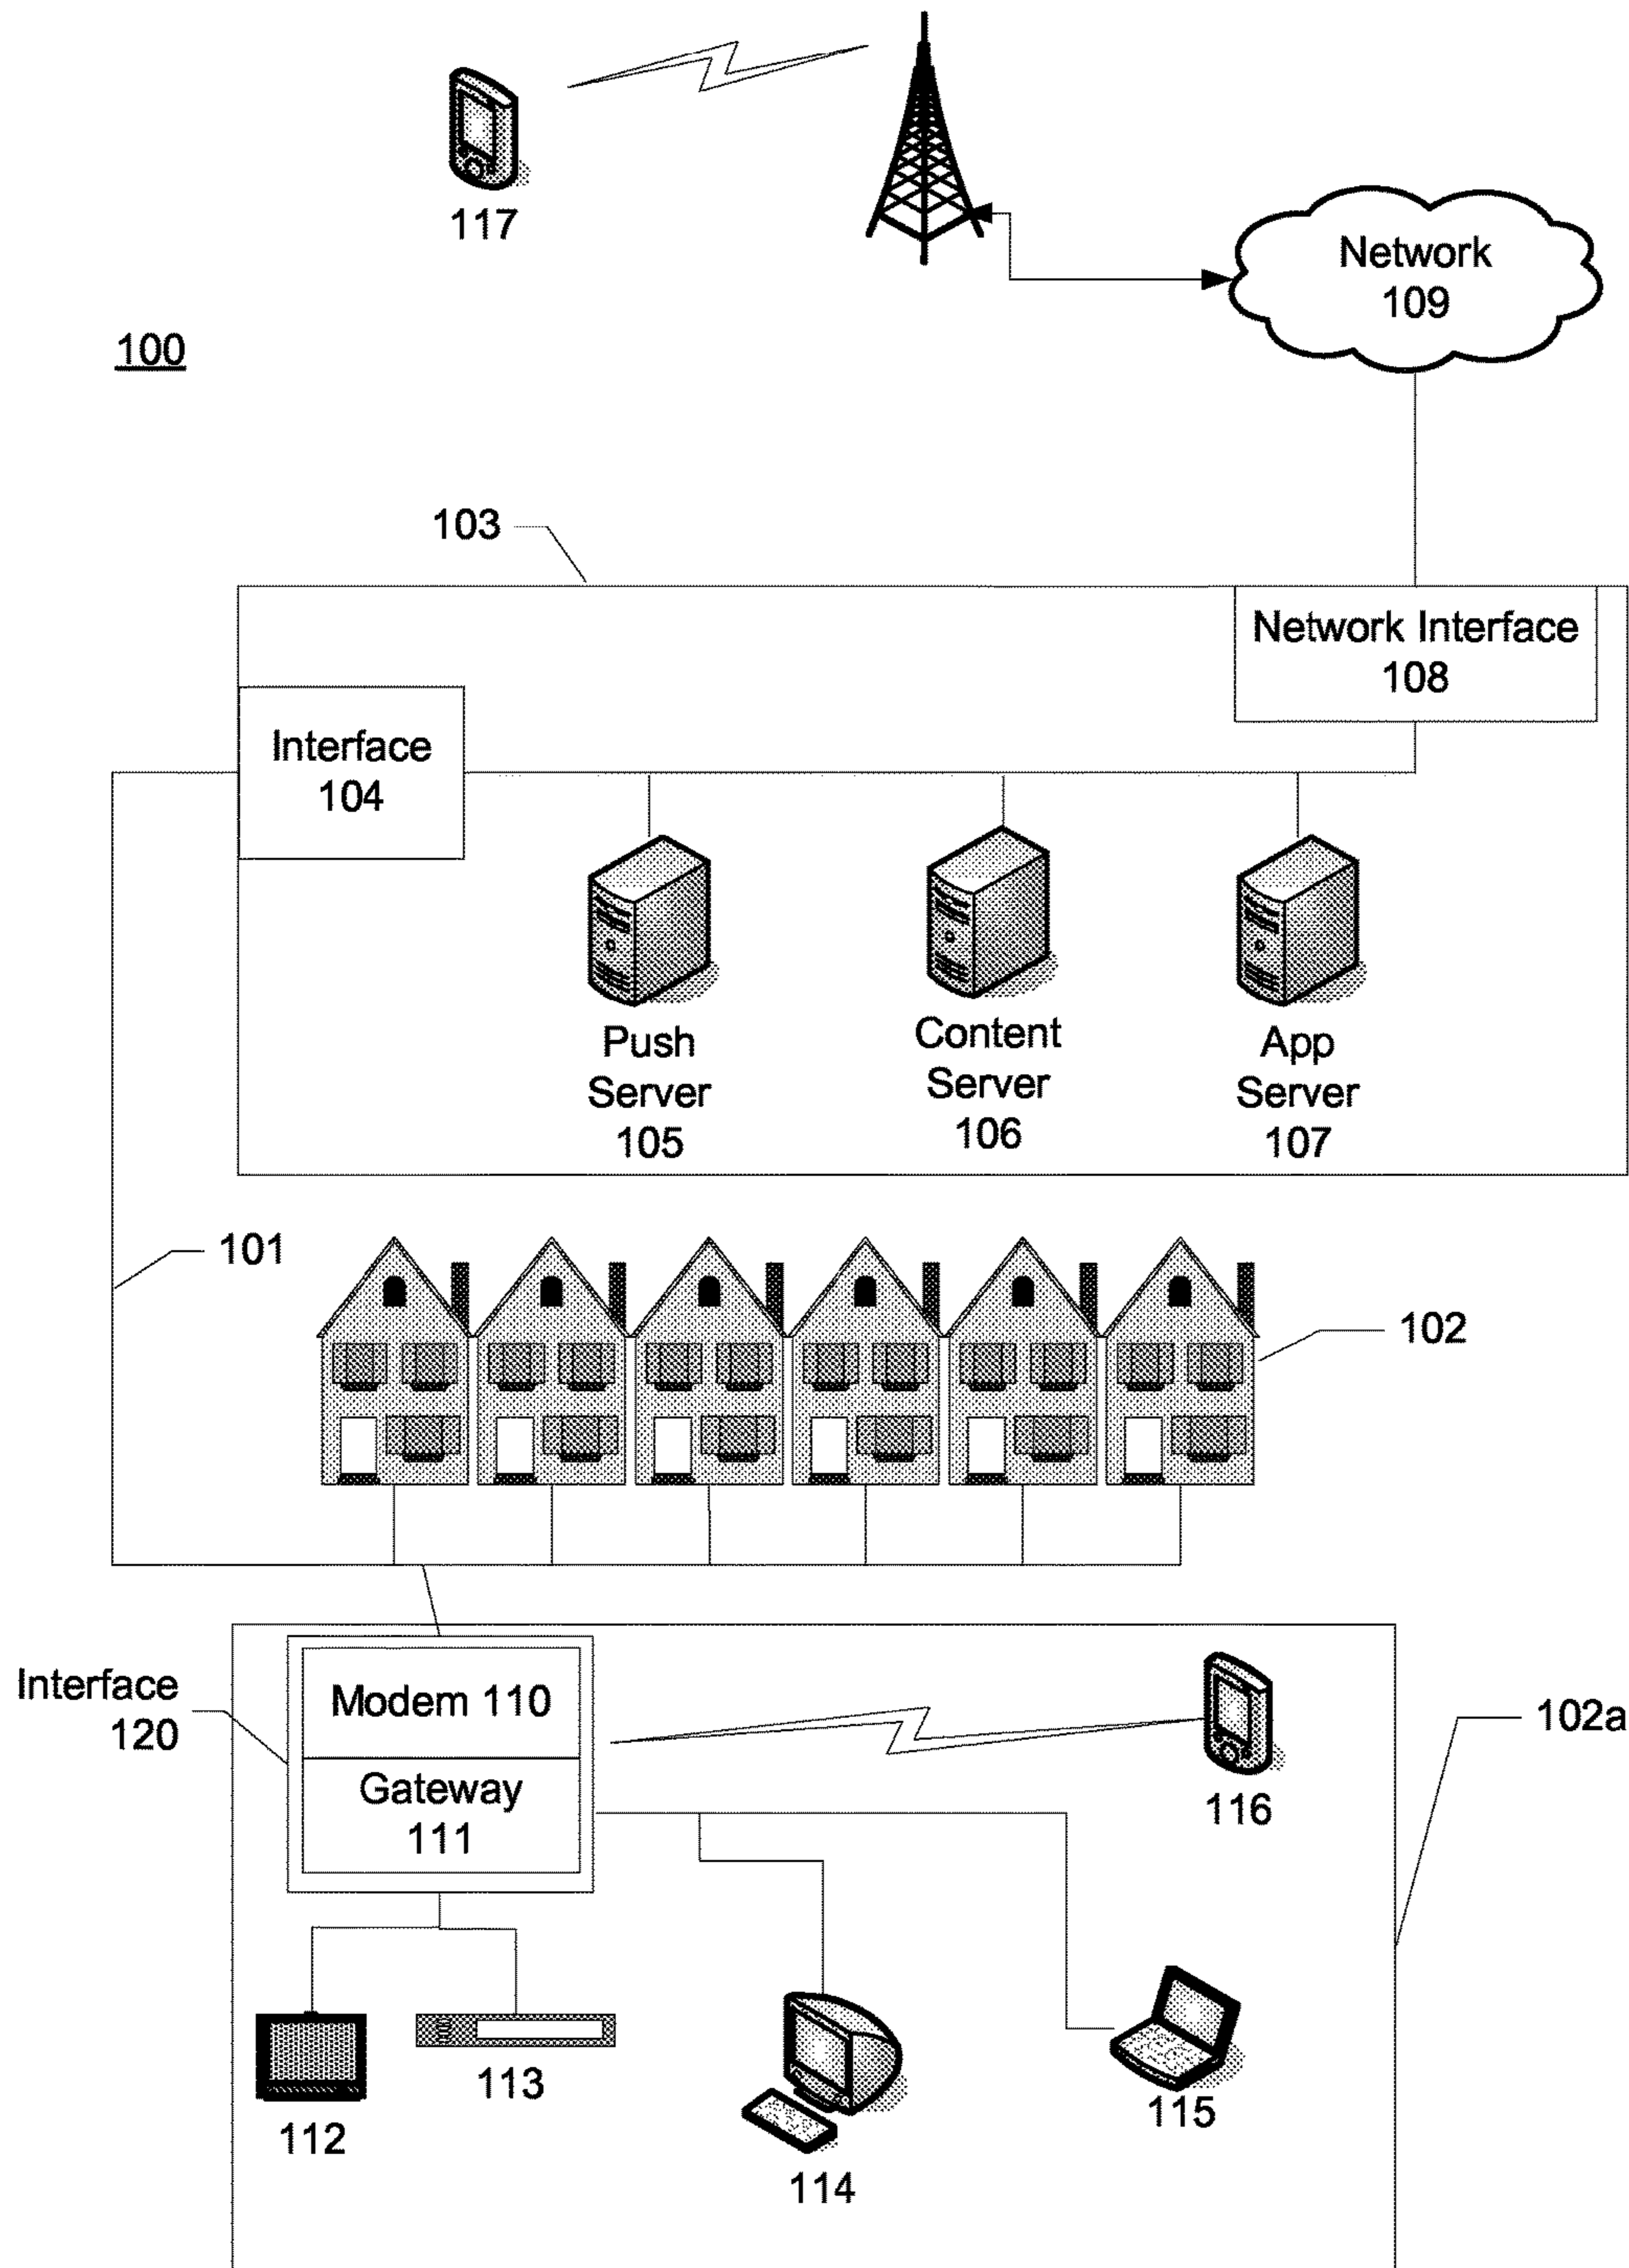 117
Network
109
100
103
Network Interface
108
Interface
104
Push
Server
105
Content
Server
106
App
Server
107
101
102
Interface
120
Modem 110
Gateway
111
116
102a
112
113
114
115